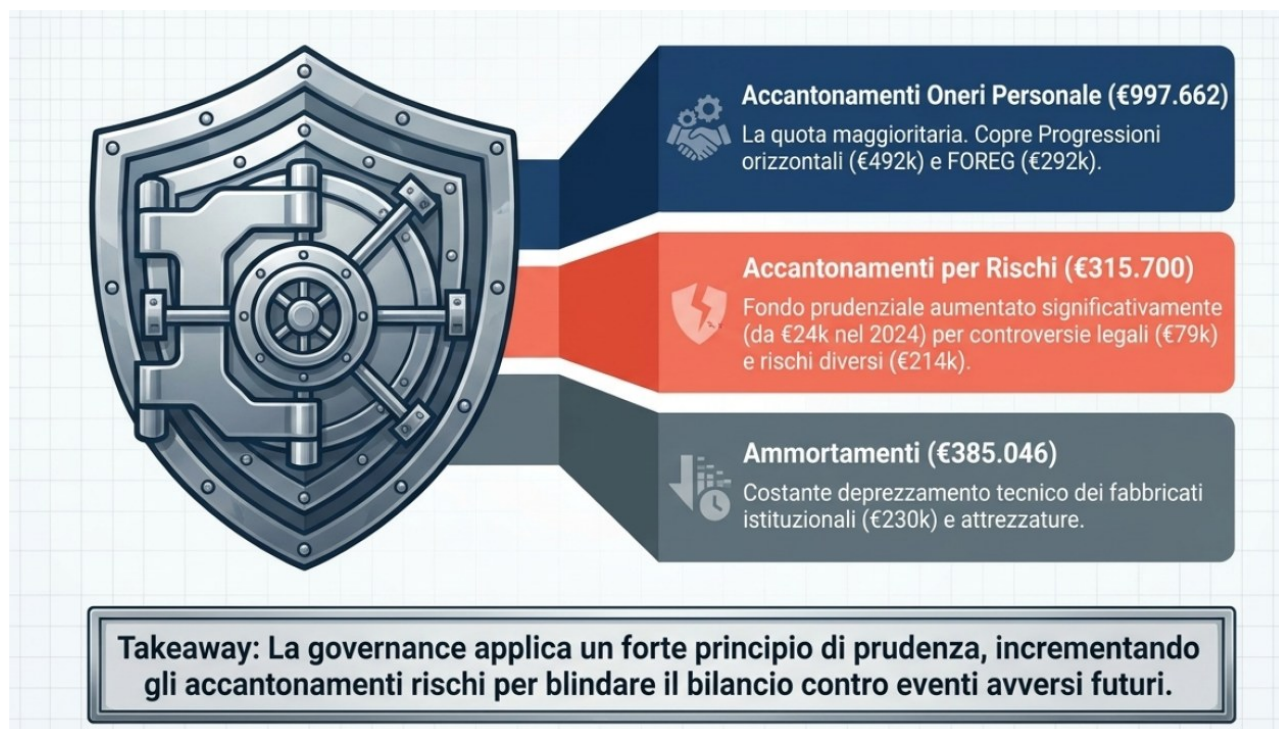 Accantonamenti Oneri Personale (€997.662)
La quota maggioritaria. Copre Progressioni
orizzontali (€492k) e FOREG (€292k).
Accantonamenti per Rischi (€315.700)
Fondo prudenziale aumentato significativamente
(da €24k nel 2024) per controversie legali (€79k)
e rischi diversi (€214k).
Ammortamenti (€385.046)
Costante deprezzamento tecnico dei fabbricati
istituzionali (€230k) e attrezzature.
Takeaway: La governance applica un forte principio di prudenza, incrementando
gli accantonamenti rischi per blindare il bilancio contro eventi avversi futuri.